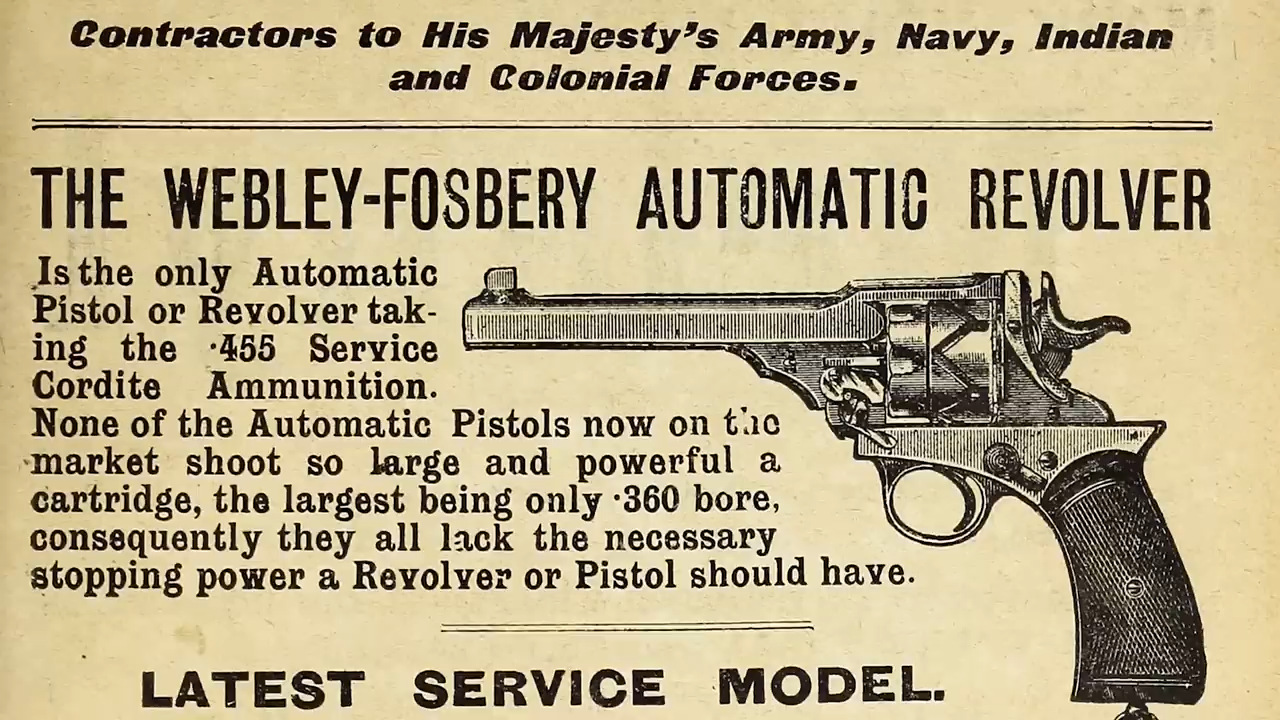 Contractors to His Majesty's Army, Navy, Indian
and Colonial Forces.
THE WEBLEY-FOSBERY AUTOMATIC REVOLVER
Is the only Automatic
Pistol or Revolver tak-
ing the ·455 Service
Cordite Ammunition.
None of the Automatic Pistols now on the
market shoot so large and powerful a
cartridge, the largest being only ·360 bore,
consequently they all lack the necessary
stopping power a Revolver or Pistol should have.
LATEST SERVICE MODEL.